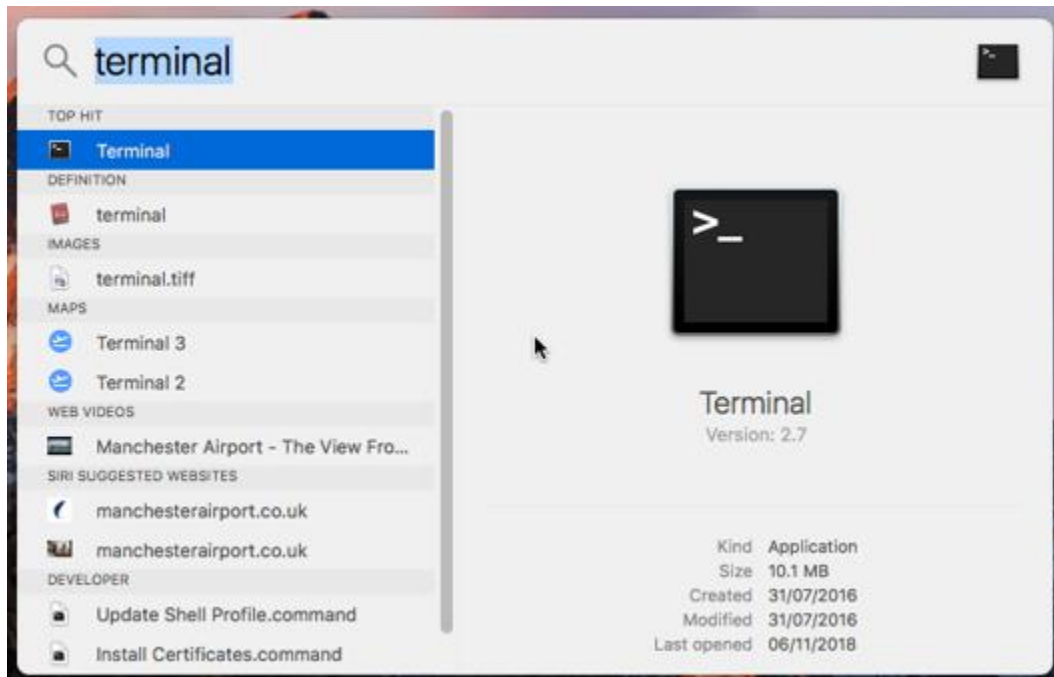 terminal
TOP HIT
Terminal
DEFINITION
terminal
IMAGES
terminal.tiff
MAPS
Terminal 3
Terminal 2
WEB VIDEOS
Manchester Airport - The View Fro...
SIRI SUGGESTED WEBSITES
manchesterairport.co.uk
manchesterairport.co.uk
DEVELOPER
Update Shell Profile.command
Install Certificates.command
>_
Terminal
Version: 2.7
Kind Application
Size 10.1 MB
Created 31/07/2016
Modified 31/07/2016
Last opened 06/11/2018